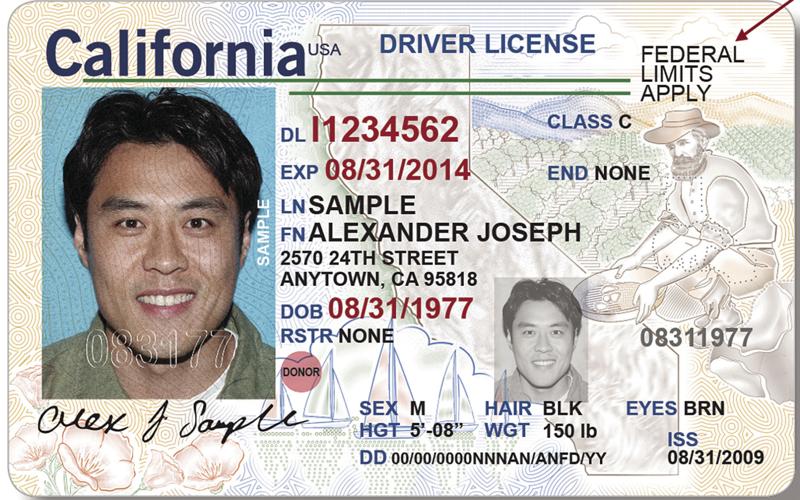 California USA DRIVER LICENSE
FEDERAL
LIMITS
APPLY
DL I1234562
CLASS C
EXP 08/31/2014
END NONE
LN SAMPLE
FN ALEXANDER JOSEPH
2570 24TH STREET
ANYTOWN, CA 95818
DOB 08/31/1977
RSTR NONE
08311977
SAMPLE
083177
DONOR
Alex J Sample
SEX M HAIR BLK EYES BRN
HGT 5'-08" WGT 150 lb
ISS
DD 00/00/0000NNNAN/ANFD/YY 08/31/2009